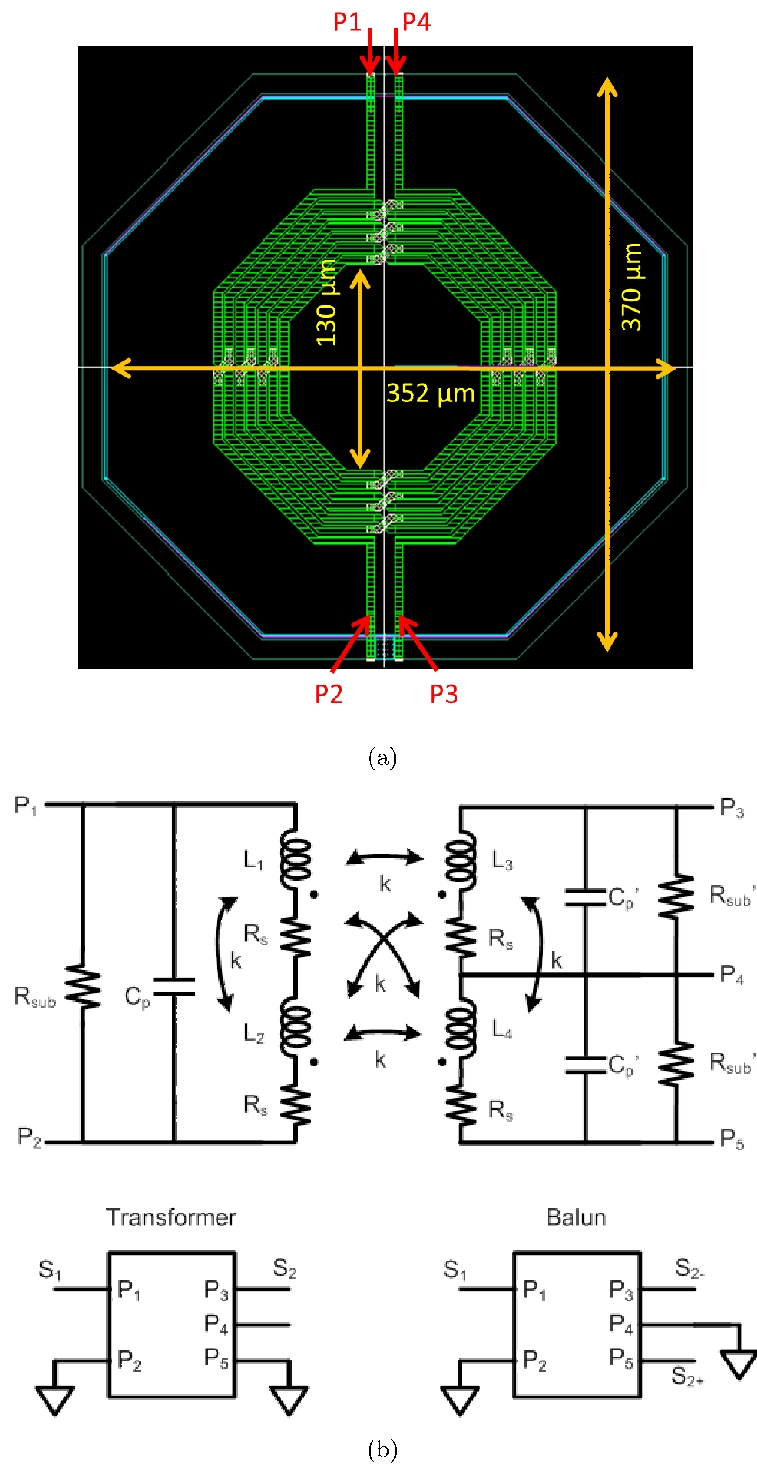 P1 P4
130 μm
370 μm
352 μm
P2 P3
(a)
P1 P3
L1 k L3
Cp' Rsub'
Rs Rs
k k k
Rsub Cp P4
L2 L4
k
Cp' Rsub'
Rs Rs
P2 P5
Transformer Balun
S1 P1 P3 S2 S1 P1 P3 S2-
P4 P4
P2 P5 P2 P5 S2+
(b)